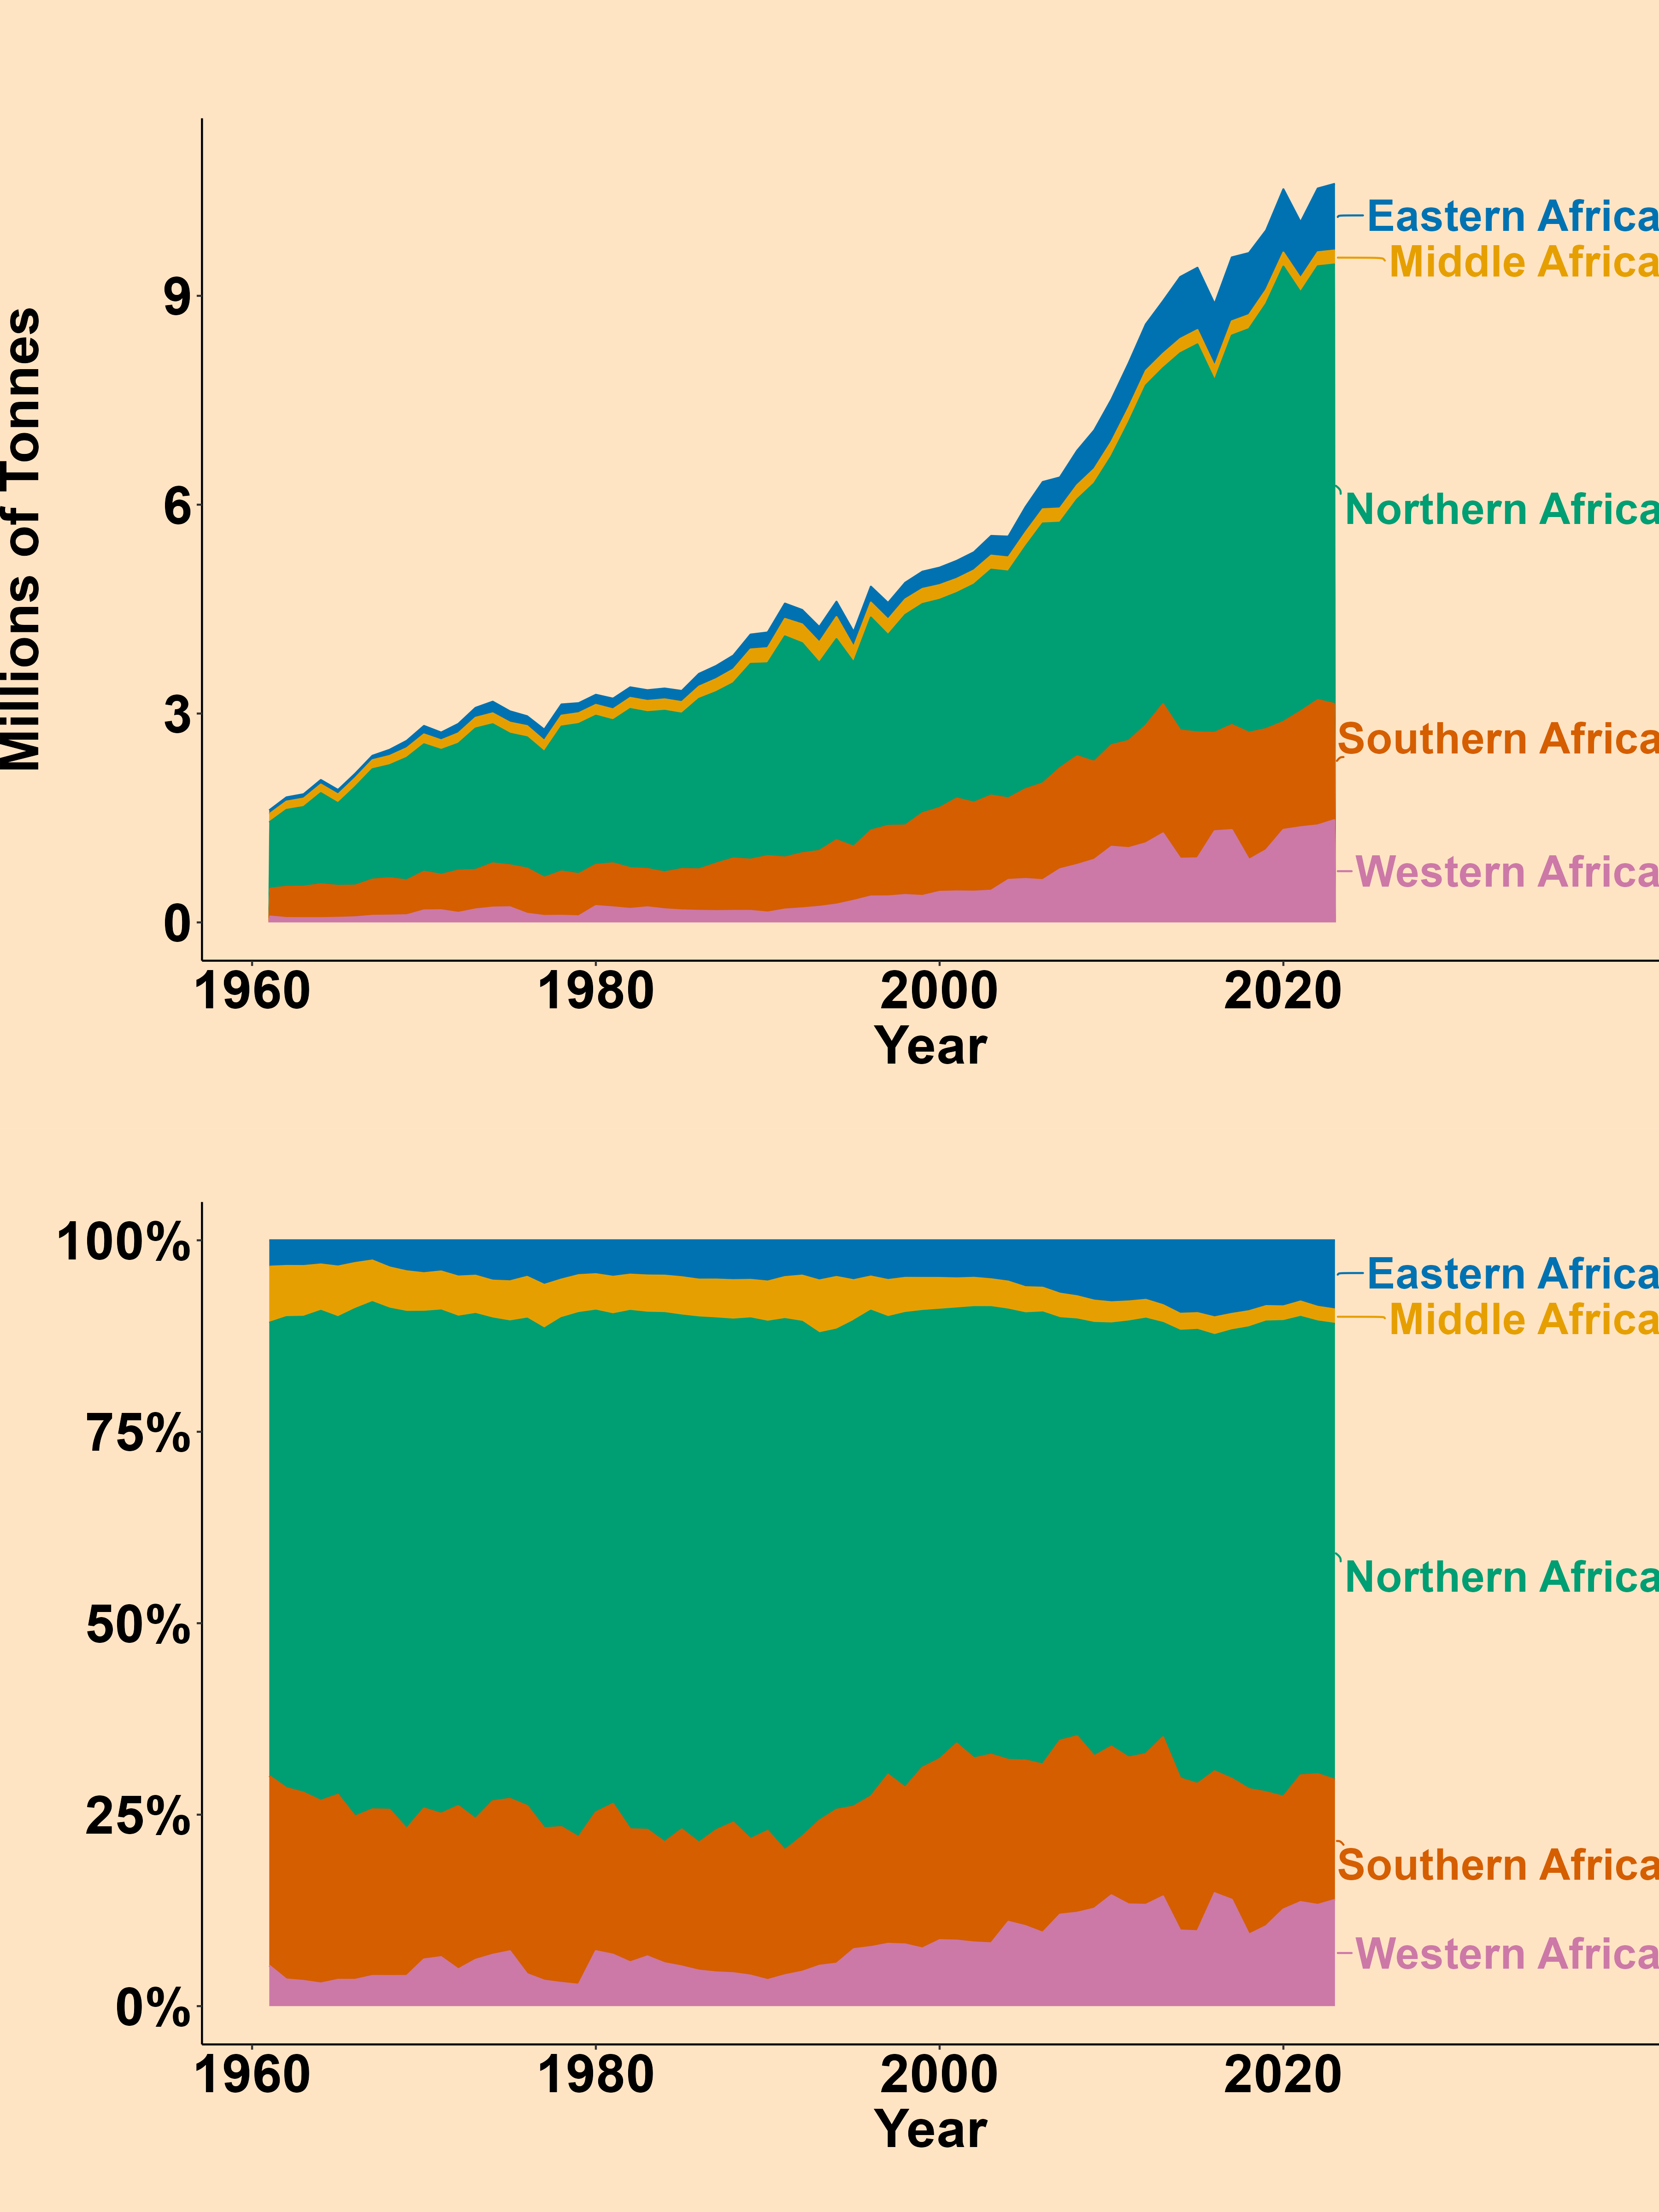 Millions of Tonnes
9
6
3
0
Eastern Africa
Middle Africa
Northern Africa
Southern Africa
Western Africa
1960 1980 2000 2020
Year
100%
75%
50%
25%
0%
Eastern Africa
Middle Africa
Northern Africa
Southern Africa
Western Africa
1960 1980 2000 2020
Year